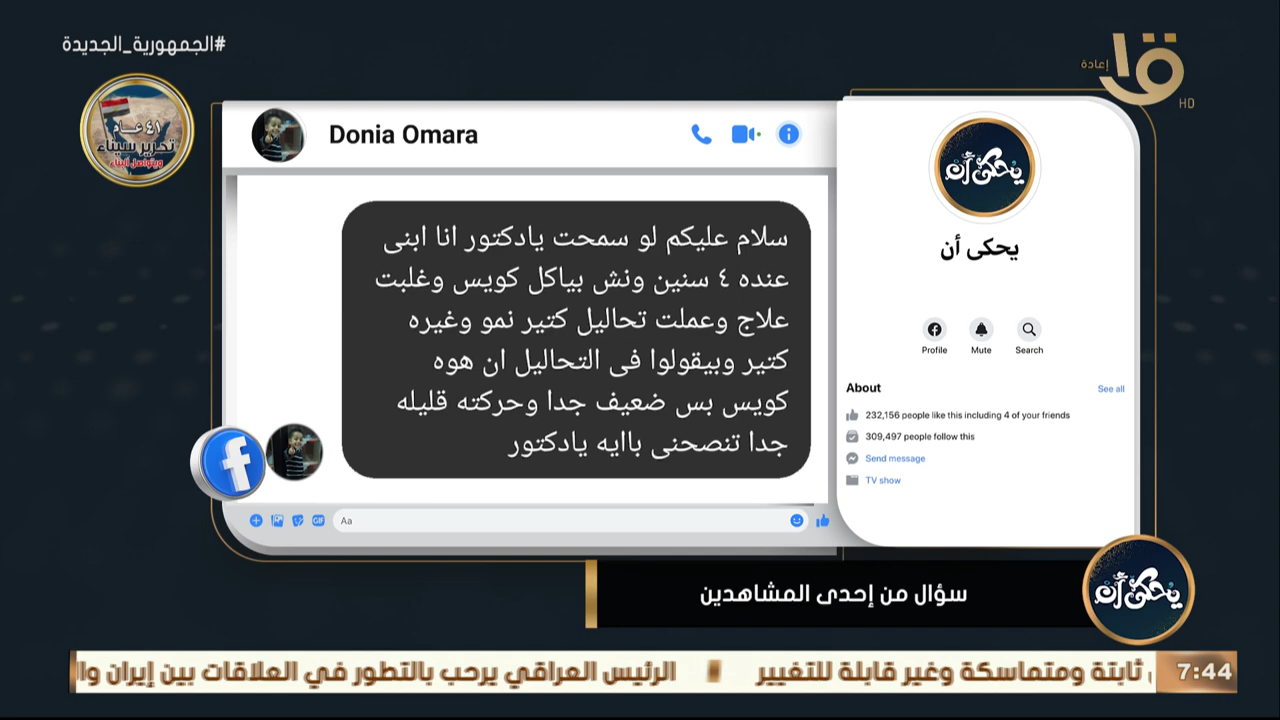 #الجمهورية_الجديدة
إعادة
HD
٤١ عــام
تحرير سيناء
ويتواصل البناء
Donia Omara
سلام عليكم لو سمحت يادكتور انا ابنى
عنده ٤ سنين ونش بياكل كويس وغلبت
علاج وعملت تحاليل كتير نمو وغيره
كتير وبيقولوا فى التحاليل ان هوه
كويس بس ضعيف جدا وحركته قليله
جدا تنصحنى باايه يادكتور
GIF
Aa
يحكى أن
يحكى أن
Profile
Mute
Search
About
See all
232,156 people like this including 4 of your friends
309,497 people follow this
Send message
TV show
سؤال من إحدى المشاهدين
يحكى أن
ثابتة ومتماسكة وغير قابلة للتغيير
الرئيس العراقي يرحب بالتطور في العلاقات بين إيران وا
7:44